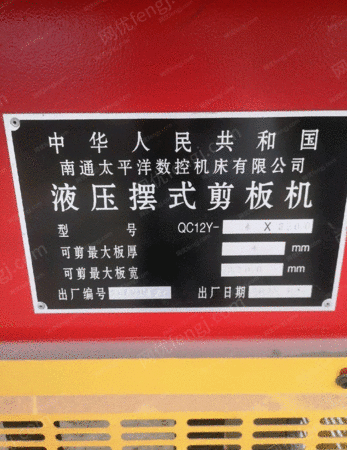 中华人民共和国
南通太平洋数控机床有限公司
液压摆式剪板机
型 号 QC12Y-4X
可剪最大板厚 mm
可剪最大板宽 mm
出厂编号 出厂日期